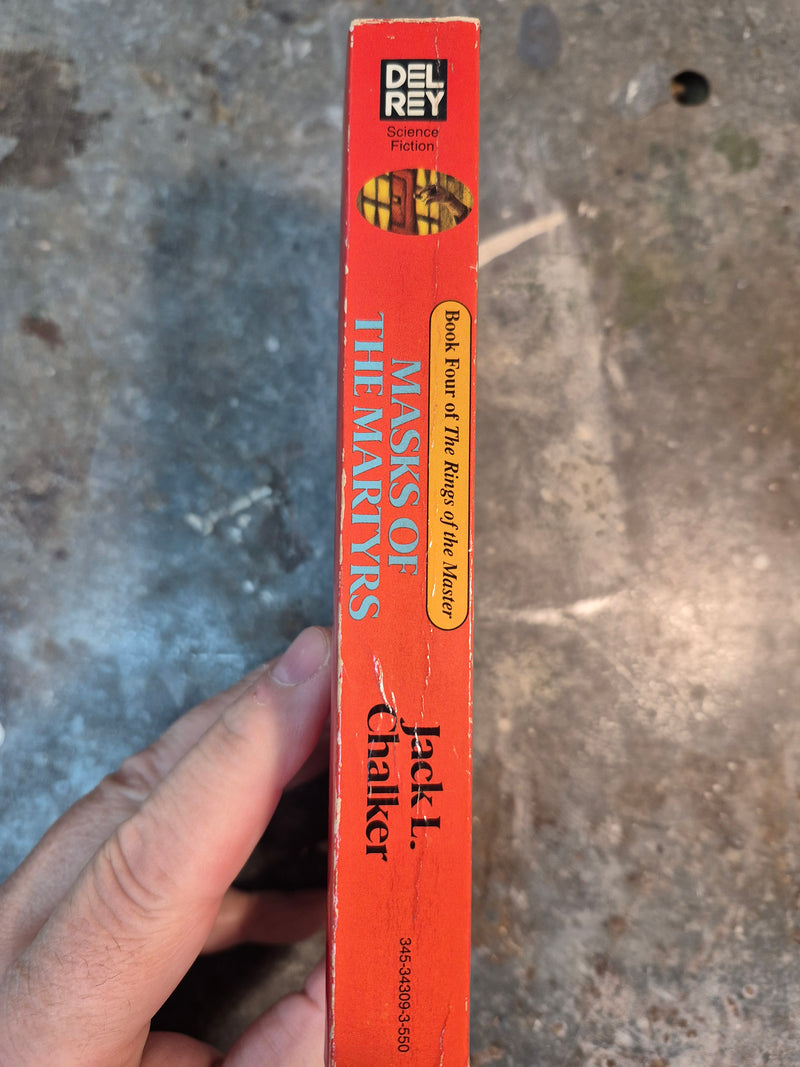 DEL
REY
Science
Fiction
Book Four of The Rings of the Master
MASKS OF
THE MARTYRS
Jack L.
Chalker
345-34309-3-550